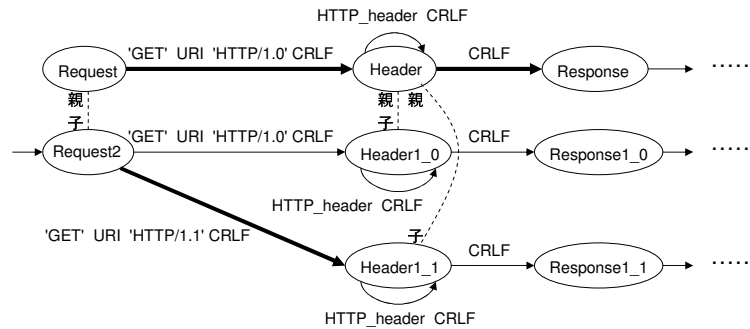 HTTP_header CRLF
'GET' URI 'HTTP/1.0' CRLF
CRLF
Request
Header
Response
.....
親
親 親
子
子
'GET' URI 'HTTP/1.0' CRLF
CRLF
Request2
Header1_0
Response1_0
.....
HTTP_header CRLF
'GET' URI 'HTTP/1.1' CRLF
子
CRLF
Header1_1
Response1_1
.....
HTTP_header CRLF